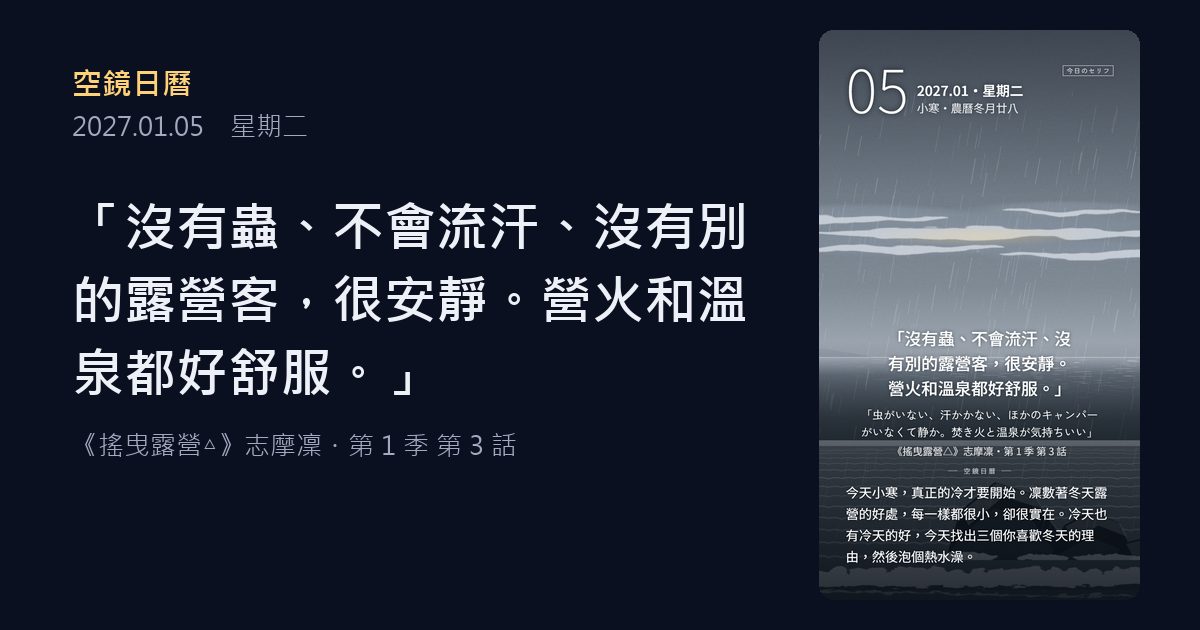 空鏡日曆
2027.01.05 星期二
「沒有蟲、不會流汗、沒有別
的露營客，很安靜。營火和溫
泉都好舒服。」
《搖曳露營△》志摩凜・第 1 季 第 3 話
05
2027.01・星期二
小寒・農曆冬月廿八
今日のセリフ
「沒有蟲、不會流汗、沒
有別的露營客，很安靜。
營火和溫泉都好舒服。」
「虫がいない、汗かかない、ほかのキャンパー
がいなくて静か。焚き火と温泉が気持ちいい」
《搖曳露營△》志摩凜・第 1 季 第 3 話
— 空鏡日曆 —
今天小寒，真正的冷才要開始。凜數著冬天露
營的好處，每一樣都很小，卻很實在。冷天也
有冷天的好，今天找出三個你喜歡冬天的理
由，然後泡個熱水澡。